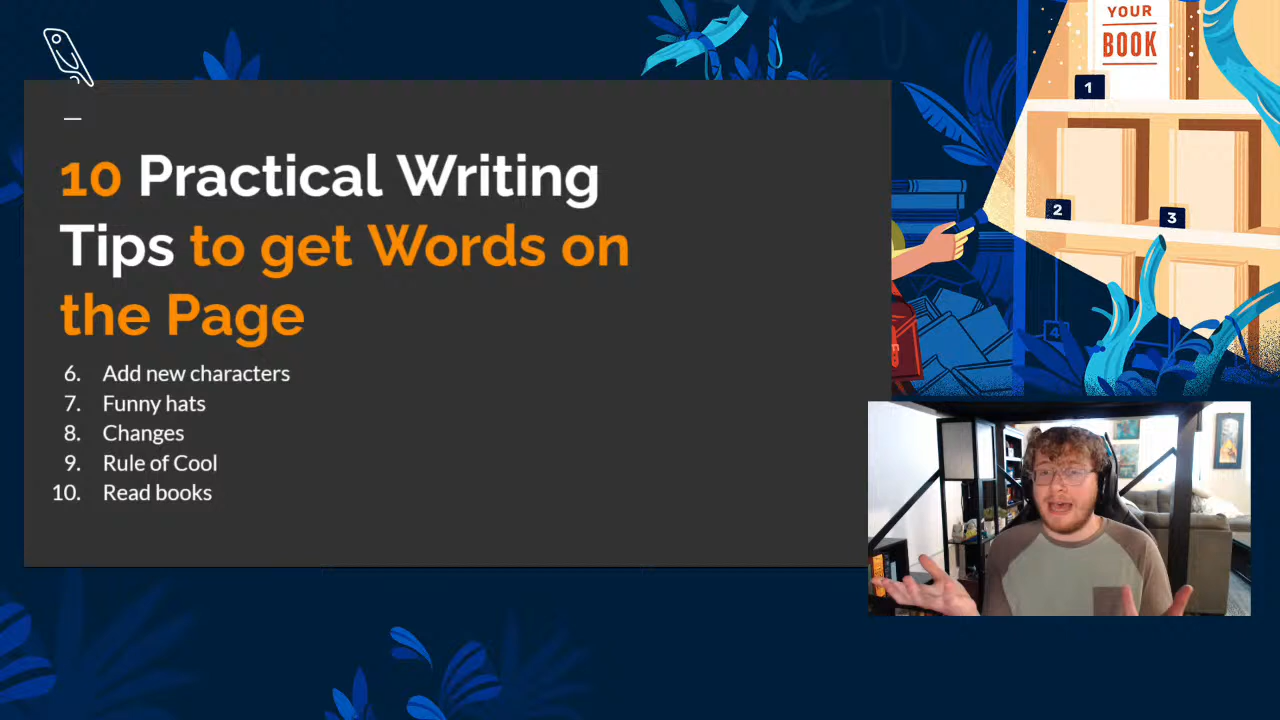 YOUR
BOOK
1
2
3
4
10 Practical Writing
Tips to get Words on
the Page
6. Add new characters
7. Funny hats
8. Changes
9. Rule of Cool
10. Read books